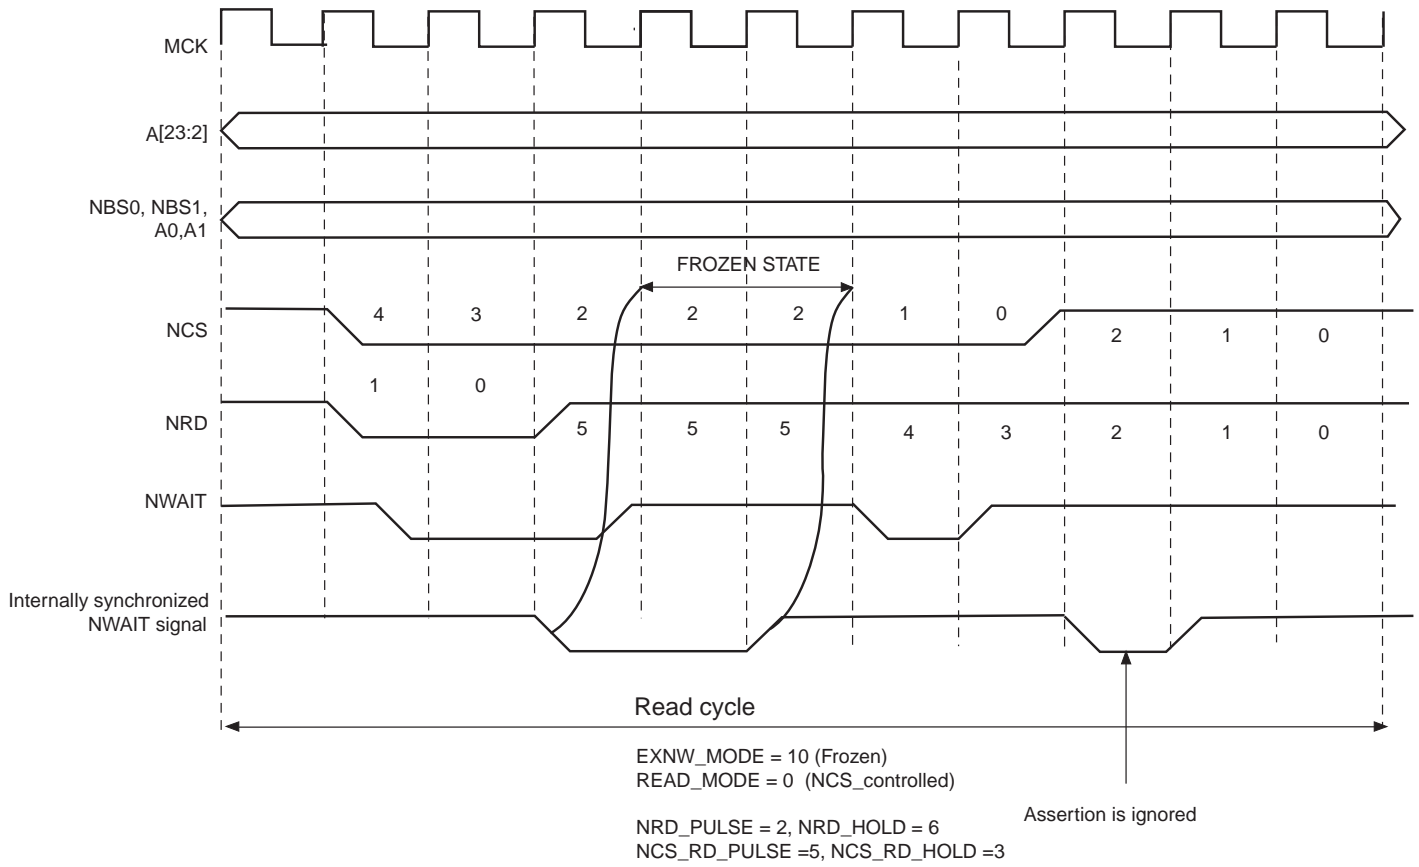 MCK
A[23:2]
NBS0, NBS1,
A0,A1
FROZEN STATE
4 3 2 2 2 1 0
NCS
2 1 0
1 0
NRD
5 5 5 4 3 2 1 0
NWAIT
Internally synchronized
NWAIT signal
Read cycle
EXNW_MODE = 10 (Frozen)
READ_MODE = 0 (NCS_controlled)
Assertion is ignored
NRD_PULSE = 2, NRD_HOLD = 6
NCS_RD_PULSE =5, NCS_RD_HOLD =3